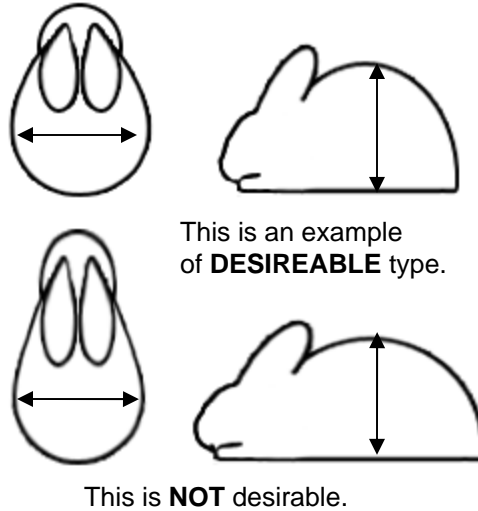 This is an example
of DESIREABLE type.
This is NOT desirable.